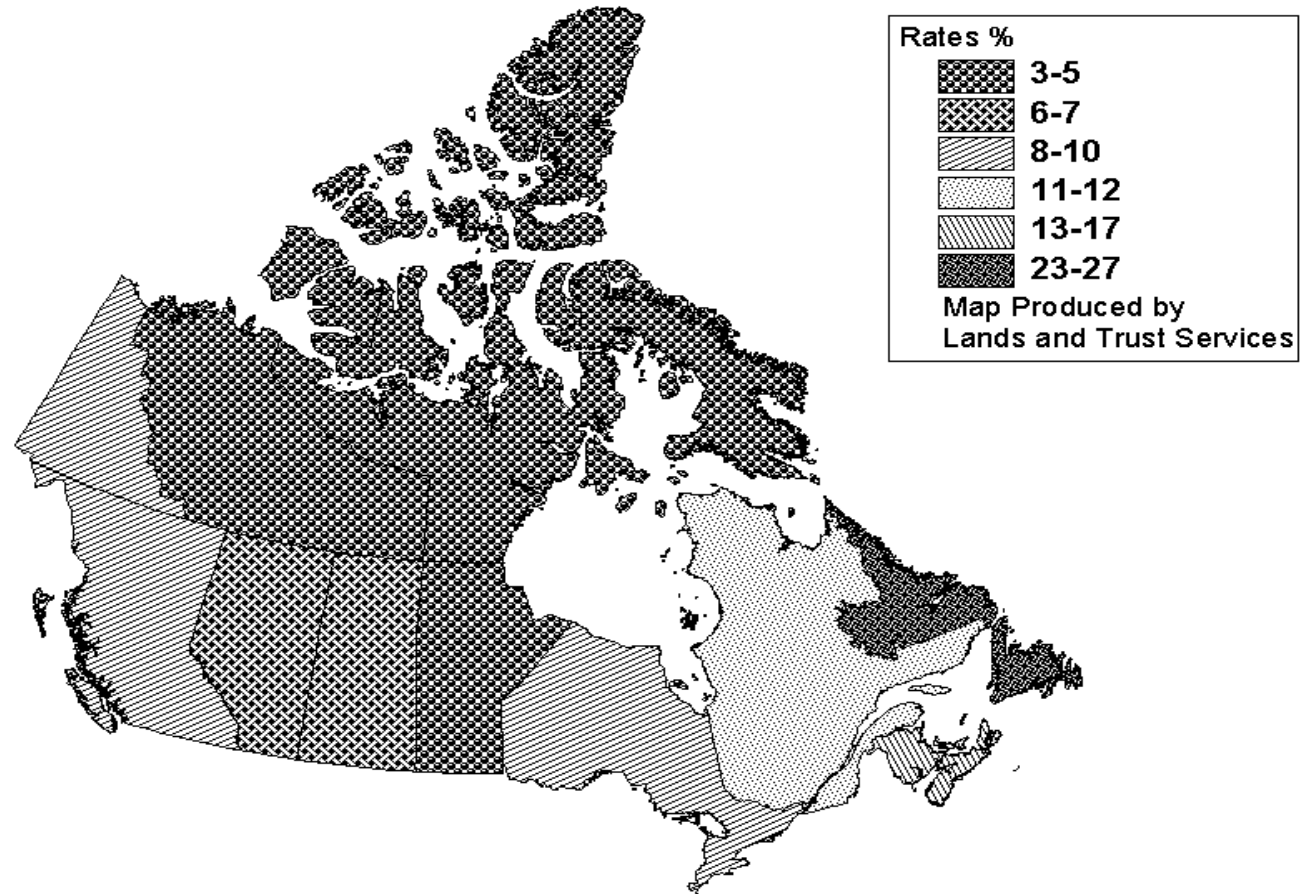 Rates %
3-5
6-7
8-10
11-12
13-17
23-27
Map Produced by
Lands and Trust Services